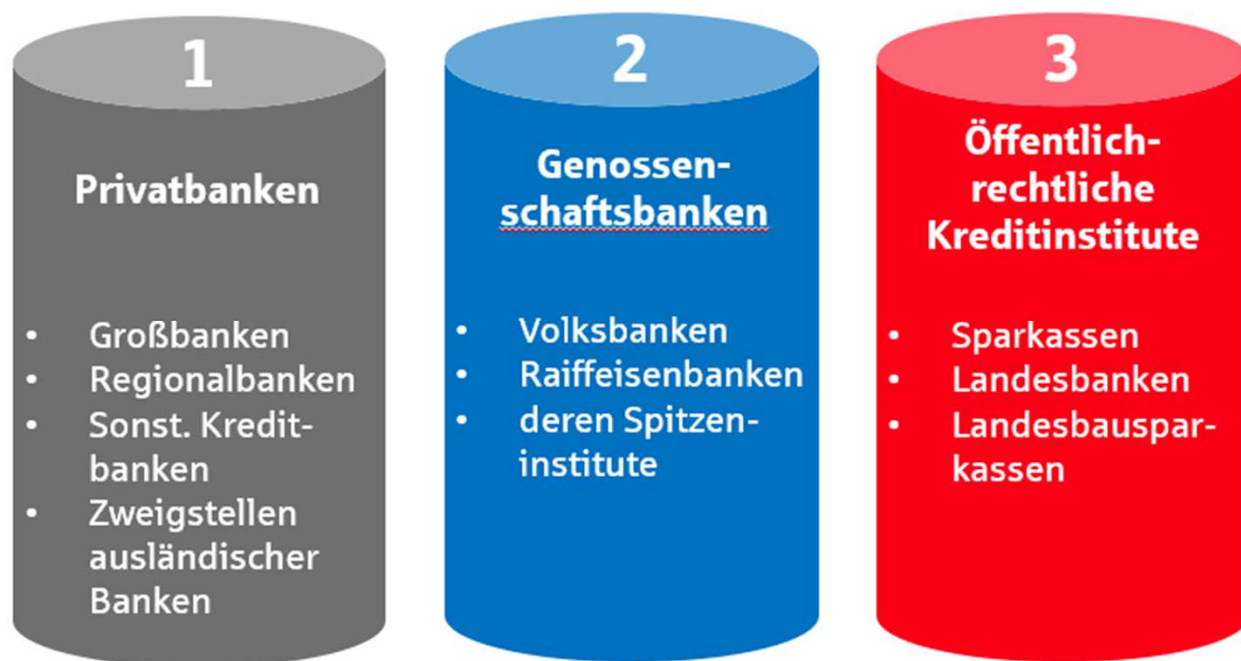 1
Privatbanken
• Großbanken
• Regionalbanken
• Sonst. Kredit-
banken
• Zweigstellen
ausländischer
Banken
2
Genossen-
schaftsbanken
• Volksbanken
• Raiffeisenbanken
• deren Spitzen-
institute
3
Öffentlich-
rechtliche
Kreditinstitute
• Sparkassen
• Landesbanken
• Landesbauspar-
kassen